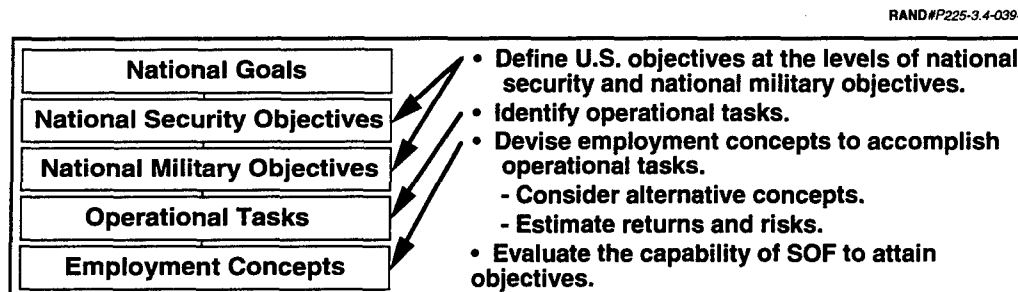 RAND#P225-3.4-039
National Goals
National Security Objectives
National Military Objectives
Operational Tasks
Employment Concepts
• Define U.S. objectives at the levels of national
security and national military objectives.
• Identify operational tasks.
• Devise employment concepts to accomplish
operational tasks.
- Consider alternative concepts.
- Estimate returns and risks.
• Evaluate the capability of SOF to attain
objectives.